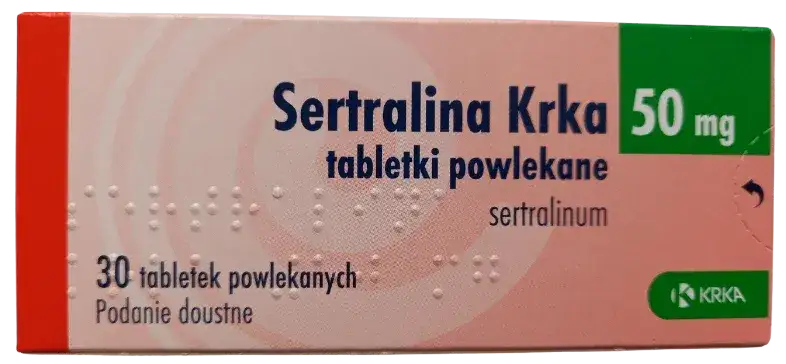 Sertralina Krka 50 mg
tabletki powlekane
sertralinum
30 tabletek powlekanych
Podanie doustne
KRKA